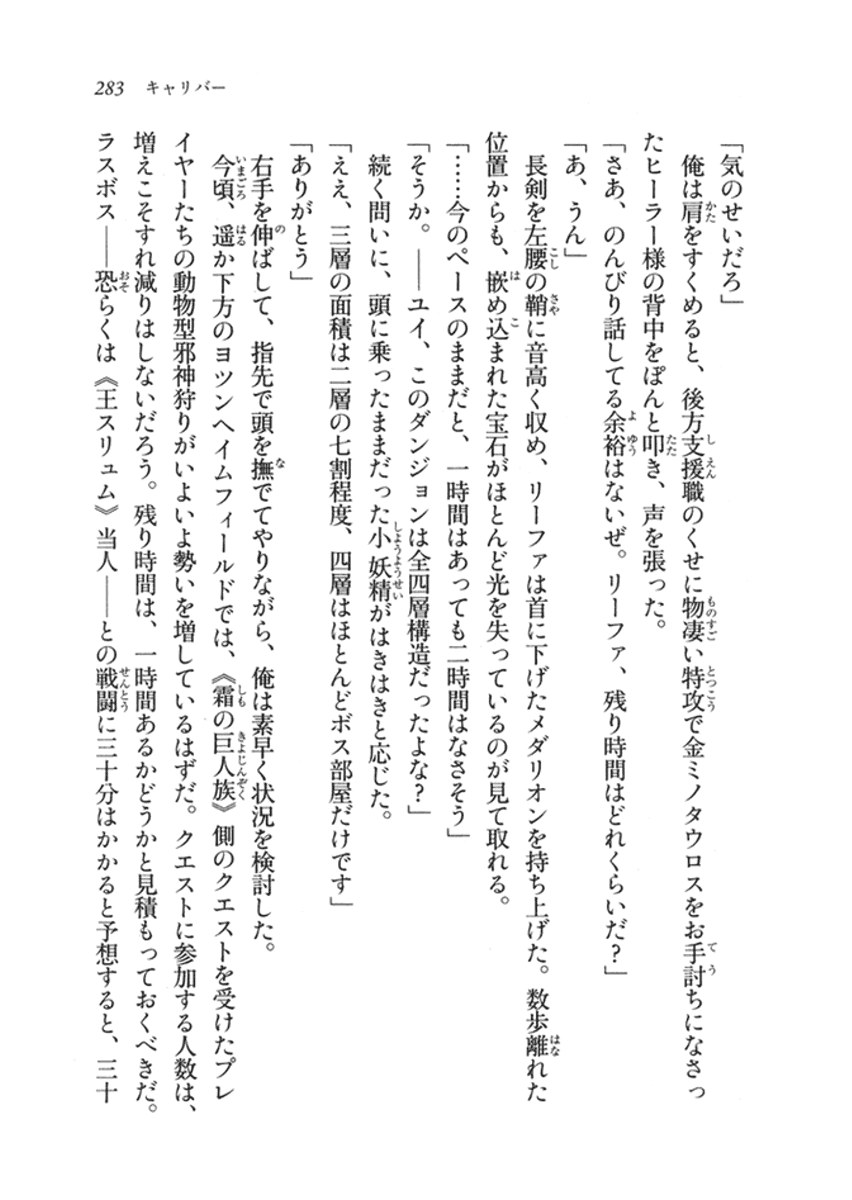 283 キャリバー
「気のせいだろ」
俺は肩をすくめると、後方支援職のくせに物凄い特攻で金ミノタウロスをお手討ちになさっ
たヒーラー様の背中をぽんと叩き、声を張った。
「さあ、のんびり話してる余裕はないぜ。リーファ、残り時間はどれくらいだ？」
「あ、うん」
長剣を左腰の鞘に音高く収め、リーファは首に下げたメダリオンを持ち上げた。数歩離れた
位置からも、嵌め込まれた宝石がほとんど光を失っているのが見て取れる。
「……今のペースのままだと、一時間はあっても二時間はなさそう」
「そうか。――ユイ、このダンジョンは全四層構造だったよな？」
続く問いに、頭に乗ったままだった小妖精がはきはきと応じた。
「ええ、三層の面積は二層の七割程度、四層はほとんどボス部屋だけです」
「ありがとう」
右手を伸ばして、指先で頭を撫でてやりながら、俺は素早く状況を検討した。
今頃、遥か下方のヨツンヘイムフィールドでは、《霜の巨人族》側のクエストを受けたプレ
イヤーたちの動物型邪神狩りがいよいよ勢いを増しているはずだ。クエストに参加する人数は、
増えこそすれ減りはしないだろう。残り時間は、一時間あるかどうかと見積もっておくべきだ。
ラスボス――恐らくは《王スリュム》当人――との戦闘に三十分はかかると予想すると、三十